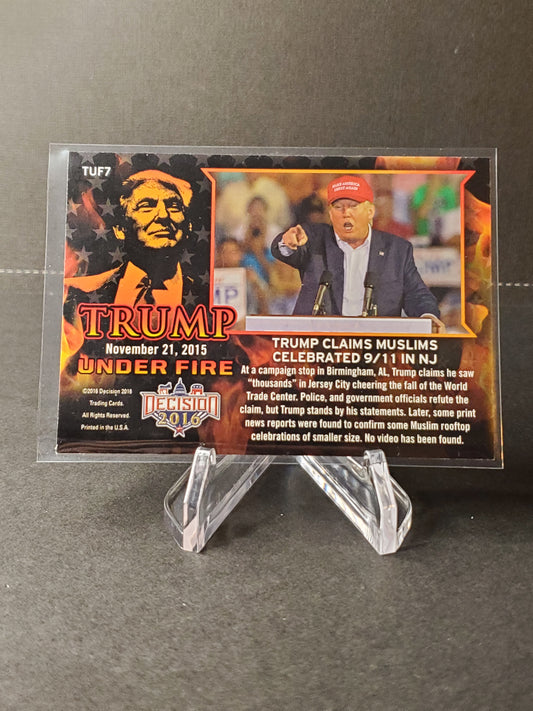 TUF7
TRUMP
November 21, 2015
UNDER FIRE
©2016 Decision 2016
Trading Cards.
All Rights Reserved.
Printed in the U.S.A.
DECISION
2016
MAKE AMERICA
GREAT AGAIN
MP
TRUMP CLAIMS MUSLIMS
CELEBRATED 9/11 IN NJ
At a campaign stop in Birmingham, AL, Trump claims he saw
"thousands" in Jersey City cheering the fall of the World
Trade Center. Police, and government officials refute the
claim, but Trump stands by his statements. Later, some print
news reports were found to confirm some Muslim rooftop
celebrations of smaller size. No video has been found.